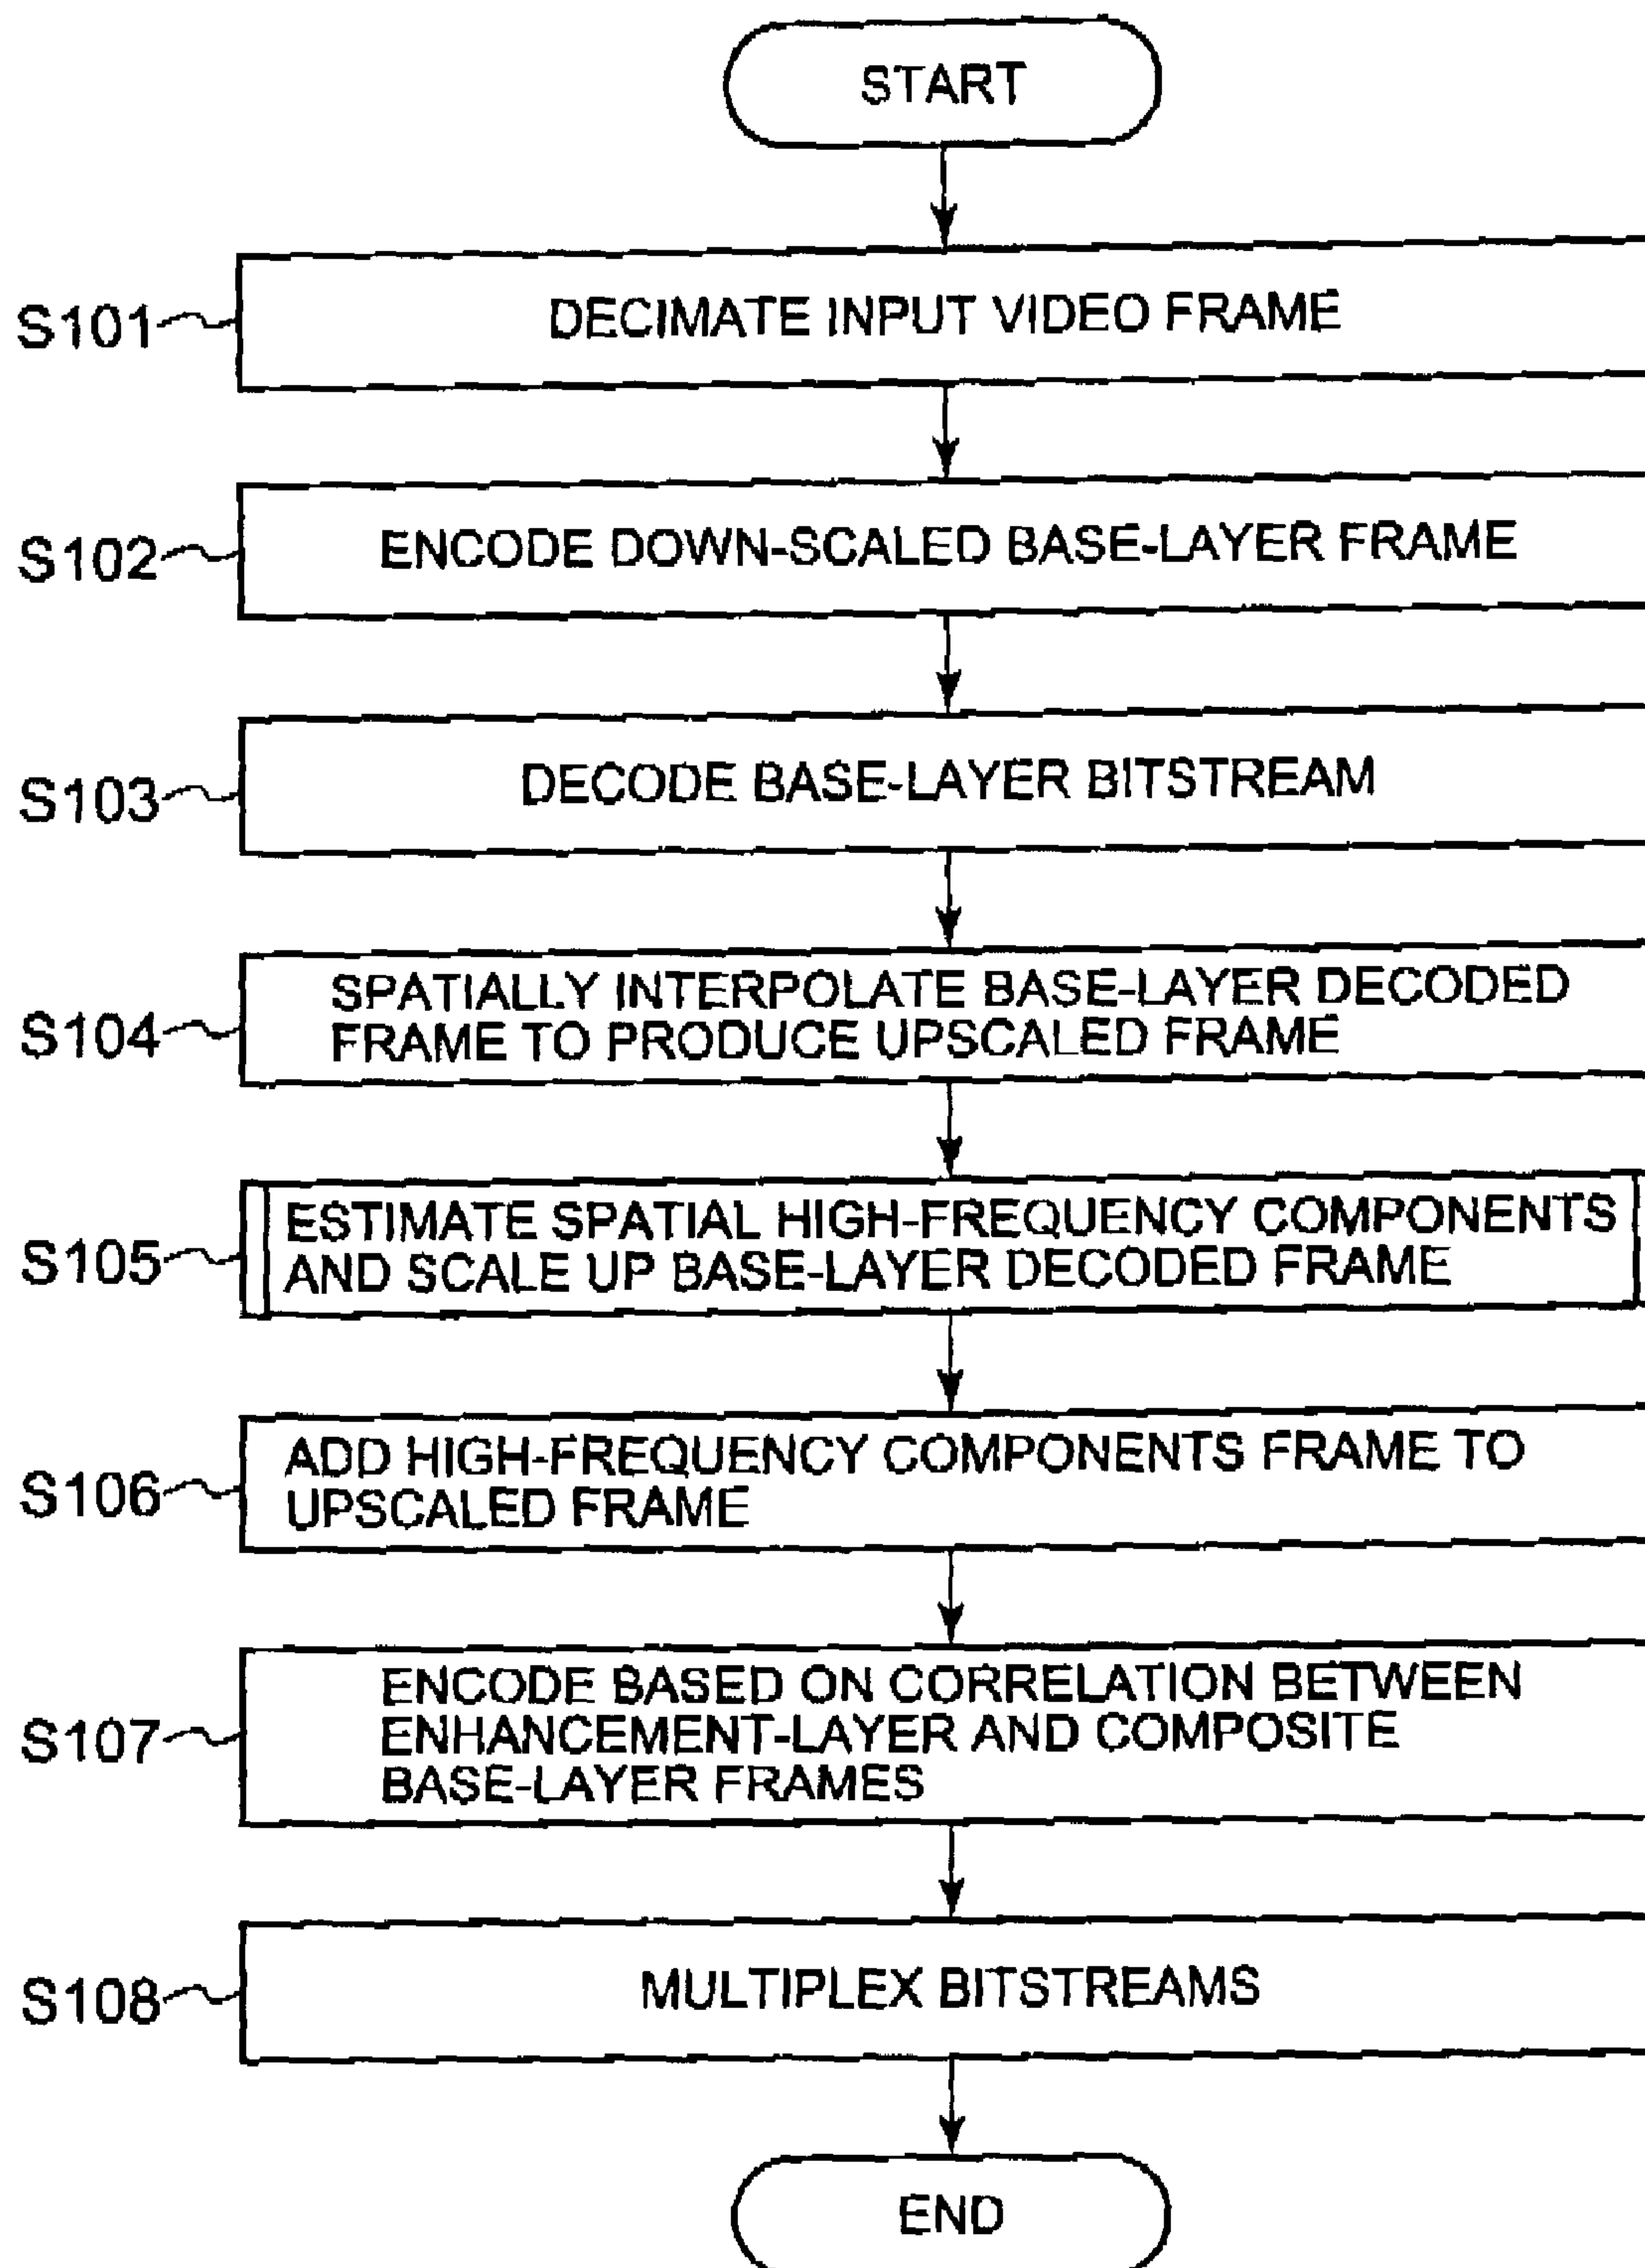 START
S101
DECIMATE INPUT VIDEO FRAME
S102
ENCODE DOWN-SCALED BASE-LAYER FRAME
S103
DECODE BASE-LAYER BITSTREAM
S104
SPATIALLY INTERPOLATE BASE-LAYER DECODED
FRAME TO PRODUCE UPSCALED FRAME
S105
ESTIMATE SPATIAL HIGH-FREQUENCY COMPONENTS
AND SCALE UP BASE-LAYER DECODED FRAME
S106
ADD HIGH-FREQUENCY COMPONENTS FRAME TO
UPSCALED FRAME
S107
ENCODE BASED ON CORRELATION BETWEEN
ENHANCEMENT-LAYER AND COMPOSITE
BASE-LAYER FRAMES
S108
MULTIPLEX BITSTREAMS
END